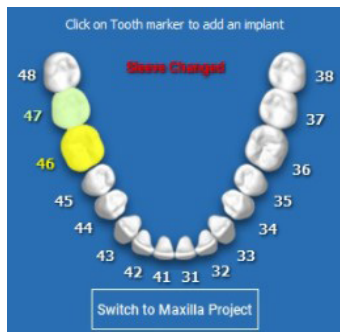 Click on Tooth marker to add an implant
Sleeve Changed
48 38
47 37
46 36
45 35
44 34
43 33
42 41 31 32
Switch to Maxilla Project